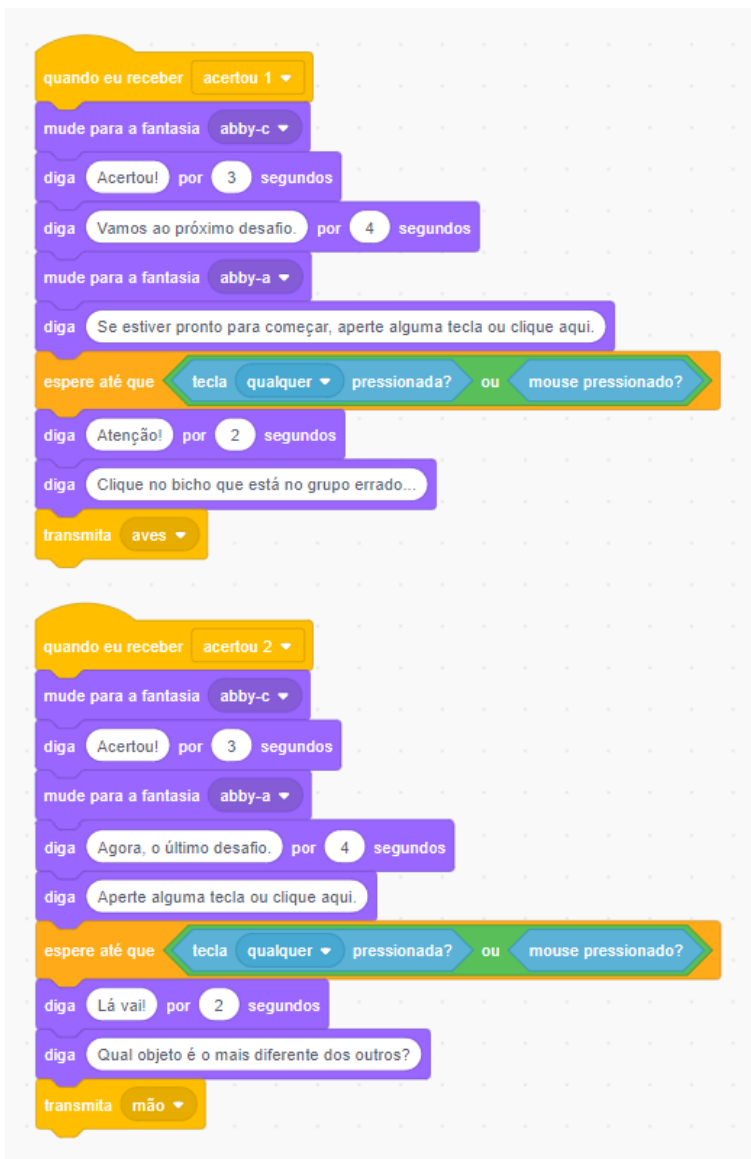 quando eu receber acertou 1
mude para a fantasia abby-c
diga Acertou! por 3 segundos
diga Vamos ao próximo desafio. por 4 segundos
mude para a fantasia abby-a
diga Se estiver pronto para começar, aperte alguma tecla ou clique aqui.
espere até que tecla qualquer pressionada? ou mouse pressionado?
diga Atenção! por 2 segundos
diga Clique no bicho que está no grupo errado...
transmita aves
quando eu receber acertou 2
mude para a fantasia abby-c
diga Acertou! por 3 segundos
mude para a fantasia abby-a
diga Agora, o último desafio. por 4 segundos
diga Aperte alguma tecla ou clique aqui.
espere até que tecla qualquer pressionada? ou mouse pressionado?
diga Lá vai! por 2 segundos
diga Qual objeto é o mais diferente dos outros?
transmita mão